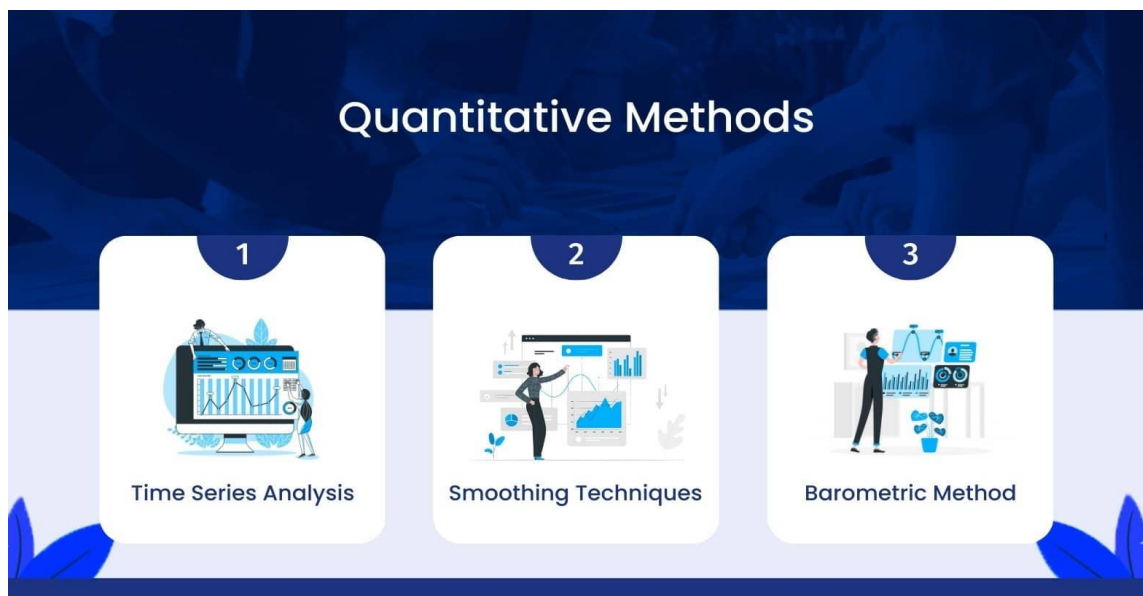 Quantitative Methods
1
Time Series Analysis
2
Smoothing Techniques
3
Barometric Method